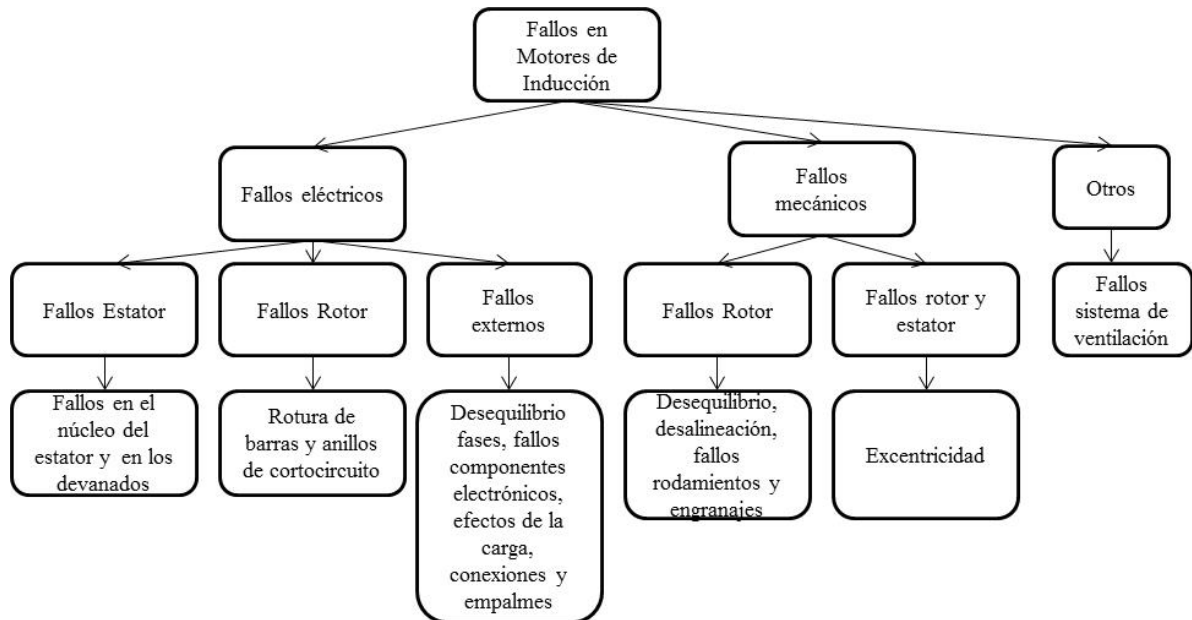 Fallos en
Motores de
Inducción
Fallos eléctricos
Fallos
mecánicos
Otros
Fallos Estator
Fallos Rotor
Fallos
externos
Fallos Rotor
Fallos rotor y
estator
Fallos
sistema de
ventilación
Fallos en el
núcleo del
estator y en los
devanados
Rotura de
barras y anillos
de cortocircuito
Desequilibrio
fases, fallos
componentes
electrónicos,
efectos de la
carga,
conexiones y
empalmes
Desequilibrio,
desalineación,
fallos
rodamientos y
engranajes
Excentricidad